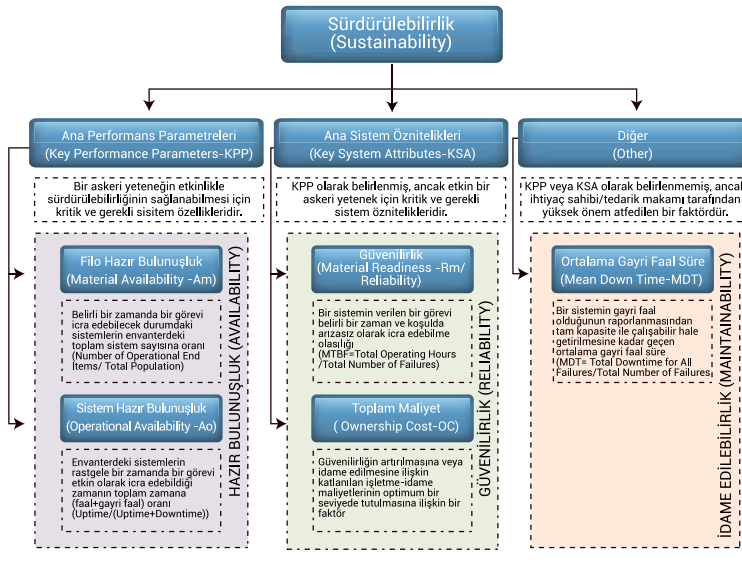 Sürdürülebilirlik
(Sustainability)
Ana Performans Parametreleri
(Key Performance Parameters-KPP)
Bir askeri yeteneğin etkinlikle
sürdürülebilirliğinin sağlanabilmesi için
kritik ve gerekli sisitem özellikleridir.
Filo Hazır Bulunuşluk
(Material Availability -Am)
Belirli bir zamanda bir görevi
icra edebilecek durumdaki
sistemlerin envanterdeki
toplam sistem sayısına oranı
(Number of Operational End
Items/ Total Population)
Sistem Hazır Bulunuşluk
(Operational Availability -Ao)
Envanterdeki sistemlerin
rastgele bir zamanda bir görevi
etkin olarak icra edebildiği
zamanın toplam zamana
(faal+gayri faal) oranı
(Uptime/(Uptime+Downtime))
HAZIR BULUNUŞLUK (AVAILABILITY)
Ana Sistem Öznitelikleri
(Key System Attributes-KSA)
KPP olarak belirlenmiş, ancak etkin bir
askeri yetenek için kritik ve gerekli
sistem öznitelikleridir.
Güvenilirlik
(Material Readiness -Rm/
Reliability)
Bir sistemin verilen bir görevi
belirli bir zaman ve koşulda
arızasız olarak icra edebilme
olasılığı
(MTBF=Total Operating Hours
/Total Number of Failures)
Toplam Maliyet
( Ownership Cost-OC)
Güvenilirliğin artırılmasına veya
idame edilmesine ilişkin
katlanılan işletme-idame
maliyetlerinin optimum bir
seviyede tutulmasına ilişkin bir
faktör
GÜVENİLİRLİK (RELIABILITY)
Diğer
(Other)
KPP veya KSA olarak belirlenmemiş, ancak
ihtiyaç sahibi/tedarik makamı tarafından
yüksek önem atfedilen bir faktördür.
Ortalama Gayri Faal Süre
(Mean Down Time-MDT)
Bir sistemin gayri faal
olduğunun raporlanmasından
tam kapasite ile çalışabilir hale
getirilmesine kadar geçen
ortalama gayri faal süre
(MDT= Total Downtime for All
Failures/Total Number of Failures
İDAME EDİLEBİLİRLİK (MAINTAINABILITY)